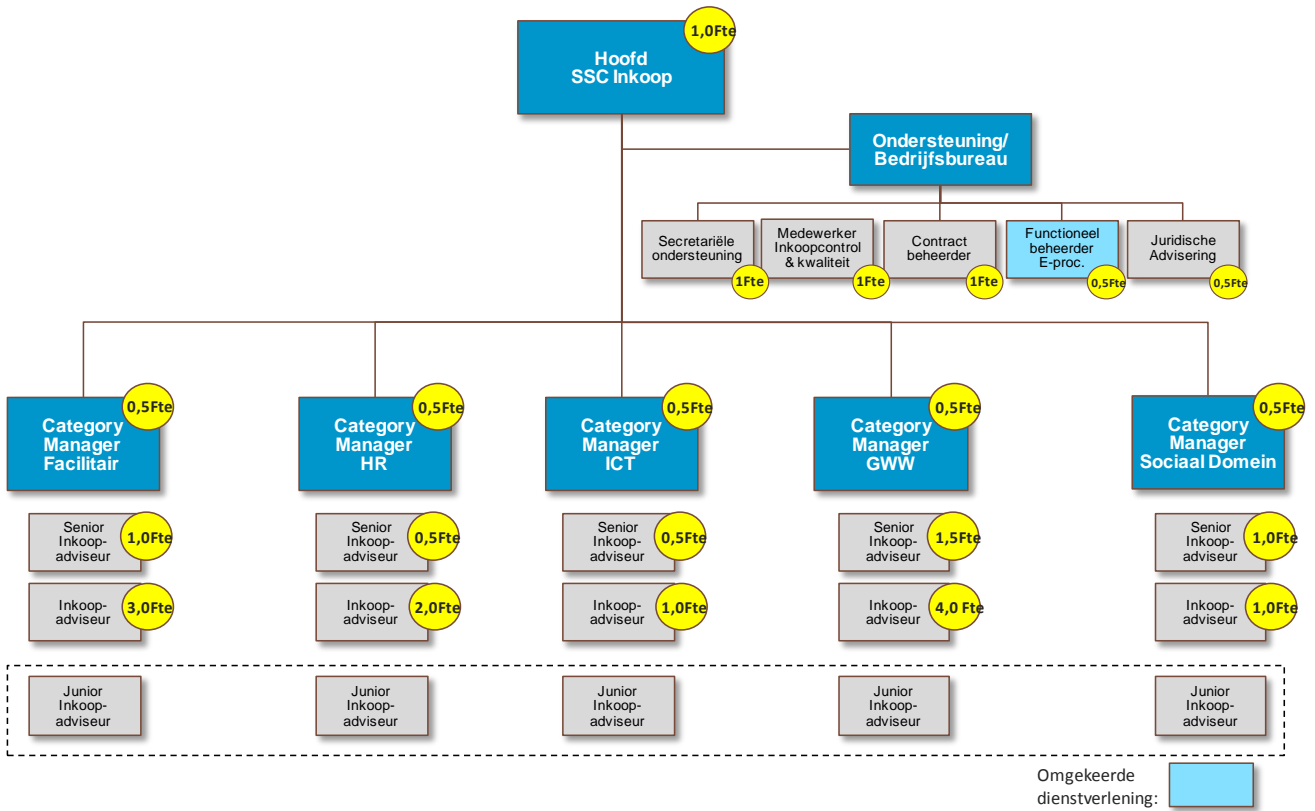 1,0Fte
Hoofd
SSC Inkoop
Ondersteuning/
Bedrijfsbureau
Secretariële
ondersteuning
1Fte
Medewerker
Inkoopcontrol
& kwaliteit
1Fte
Contract
beheerder
1Fte
Functioneel
beheerder
E-proc.
0,5Fte
Juridische
Advisering
0,5Fte
0,5Fte
Category
Manager
Facilitair
0,5Fte
Category
Manager
HR
0,5Fte
Category
Manager
ICT
0,5Fte
Category
Manager
GWW
0,5Fte
Category
Manager
Sociaal Domein
Senior
Inkoop-
adviseur
1,0Fte
Senior
Inkoop-
adviseur
0,5Fte
Senior
Inkoop-
adviseur
0,5Fte
Senior
Inkoop-
adviseur
1,5Fte
Senior
Inkoop-
adviseur
1,0Fte
Inkoop-
adviseur
3,0Fte
Inkoop-
adviseur
2,0Fte
Inkoop-
adviseur
1,0Fte
Inkoop-
adviseur
4,0 Fte
Inkoop-
adviseur
1,0Fte
Junior
Inkoop-
adviseur
Junior
Inkoop-
adviseur
Junior
Inkoop-
adviseur
Junior
Inkoop-
adviseur
Junior
Inkoop-
adviseur
Omgekeerde
dienstverlening: